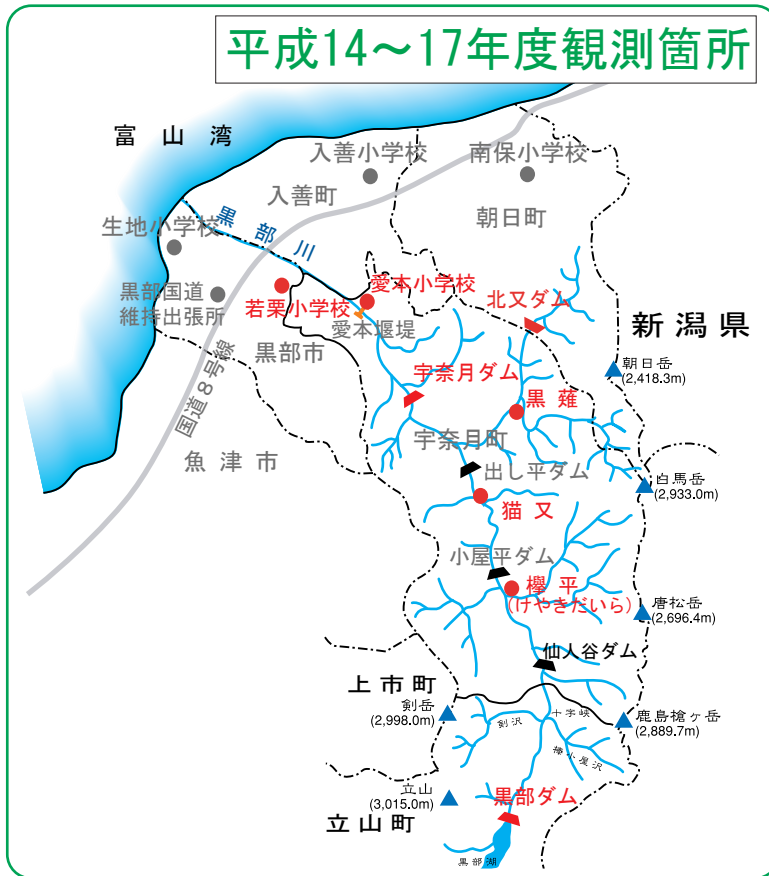 平成14～17年度観測箇所
富山湾
入善小学校
南保小学校
入善町
朝日町
生地小学校
黒部川
黒部国道
維持出張所
若栗小学校
愛本小学校
愛本堰堤
北又ダム
新潟県
黒部市
国道８号線
宇奈月ダム
朝日岳
(2,418.3m)
黒薙
宇奈月町
魚津市
出し平ダム
白馬岳
(2,933.0m)
猫又
小屋平ダム
欅平
(けやきだいら)
唐松岳
(2,696.4m)
仙人谷ダム
上市町
剣岳
(2,998.0m)
剣沢
十字峡
鹿島槍ヶ岳
(2,889.7m)
棒小屋沢
立山
(3,015.0m)
黒部ダム
立山町
黒部湖